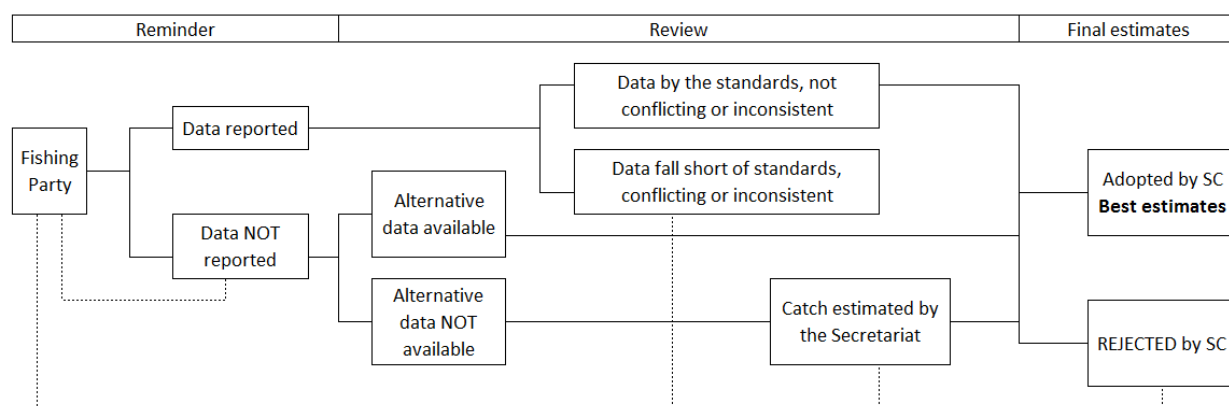 Reminder
Review
Final estimates
Data by the standards, not
conflicting or inconsistent
Data reported
Fishing
Party
Data fall short of standards,
conflicting or inconsistent
Adopted by SC
Best estimates
Alternative
data available
Data NOT
reported
Alternative
data NOT
available
Catch estimated by
the Secretariat
REJECTED by SC